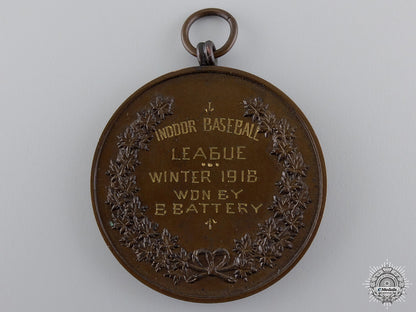 INDOOR BASEBALL
LEAGUE
WINTER 1918
WON BY
B BATTERY